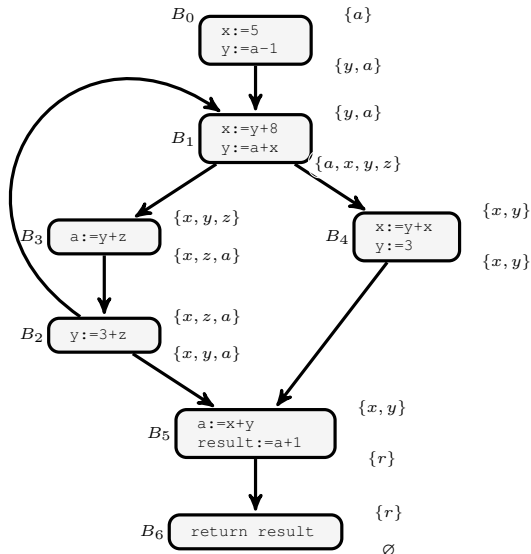 B0
{a}
x:=5
y:=a−1
{y, a}
{y, a}
B1
x:=y+8
y:=a+x
{a, x, y, z}
{x, y, z}
{x, y}
B3
a:=y+z
B4
x:=y+x
y:=3
{x, z, a}
{x, y}
{x, z, a}
B2
y:=3+z
{x, y, a}
{x, y}
B5
a:=x+y
result:=a+1
{r}
{r}
B6
return result
∅